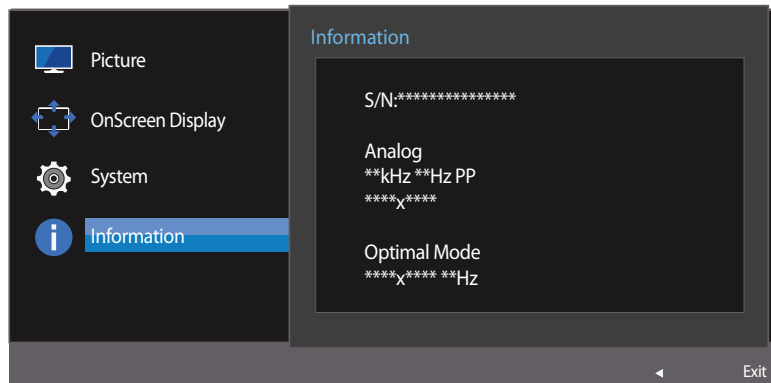 Picture
OnScreen Display
System
Information
Information
S/N:***************
Analog
**kHz **Hz PP
****x****
Optimal Mode
****x**** **Hz
Exit